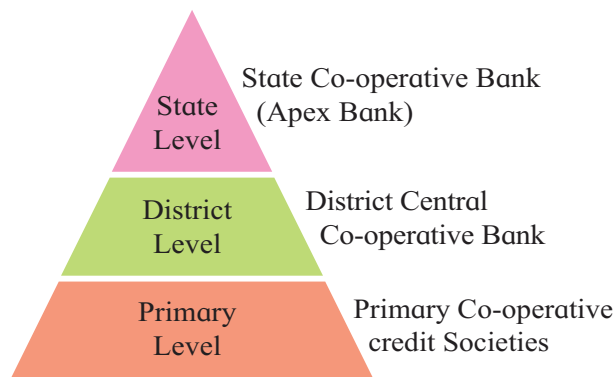 State
Level
State Co-operative Bank
(Apex Bank)
District
Level
District Central
Co-operative Bank
Primary
Level
Primary Co-operative
credit Societies